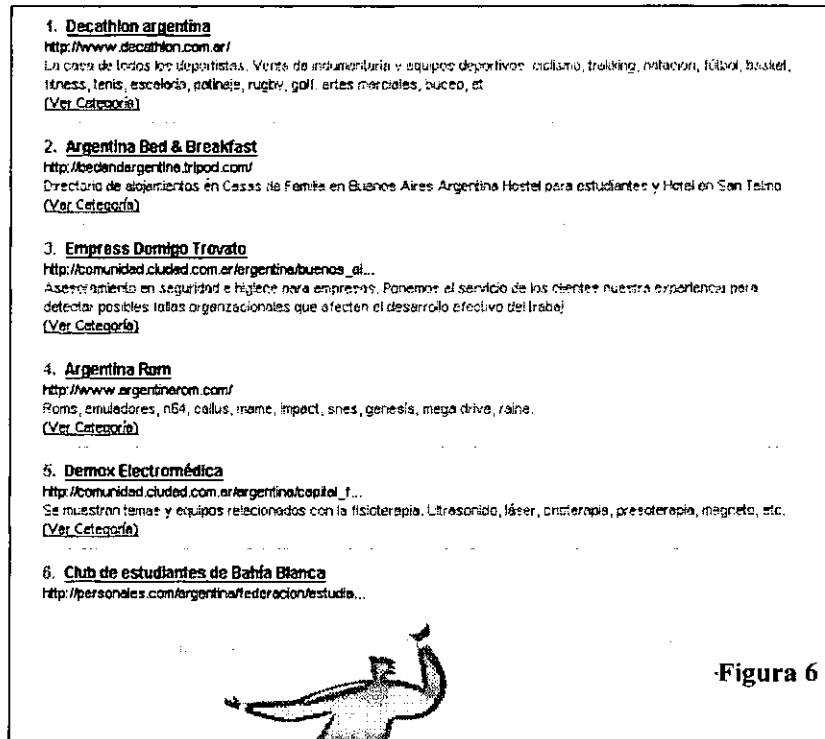 1. Decathlon argentina
http://www.decathlon.com.ar/
La casa de todos los deportistas. Venta de indumentaria y equipos deportivos: ciclismo, trekking, natacion, fútbol, basket,
fitness, tenis, escalada, patinaje, rugby, golf, artes marciales, buceo, et
(Ver Categoría)
2. Argentina Bed & Breakfast
http://bedandargentina.tripod.com/
Directorio de alojamientos en Casas de Familia en Buenos Aires Argentina Hostel para estudiantes y Hotel en San Telmo
(Ver Categoría)
3. Empress Domigo Trovato
http://comunidad.ciudad.com.ar/argentina/buenos_ai...
Asesoramiento en seguridad e higiene para empresas. Ponemos al servicio de los clientes nuestra experiencia para
detectar posibles fallas organizacionales que afecten el desarrollo efectivo del trabaj
(Ver Categoría)
4. Argentina Rom
http://www.argentinarom.com/
Roms, emuladores, n64, callus, mame, impact, snes, genesis, mega drive, raine.
(Ver Categoría)
5. Demox Electromédica
http://comunidad.ciudad.com.ar/argentina/capital_f...
Se muestran temas y equipos relacionados con la fisioterapia. Ultrasonido, láser, crioterapia, presoterapia, magneto, etc.
(Ver Categoría)
6. Club de estudiantes de Bahía Blanca
http://personales.com/argentina/federacion/estudia...
Figura 6